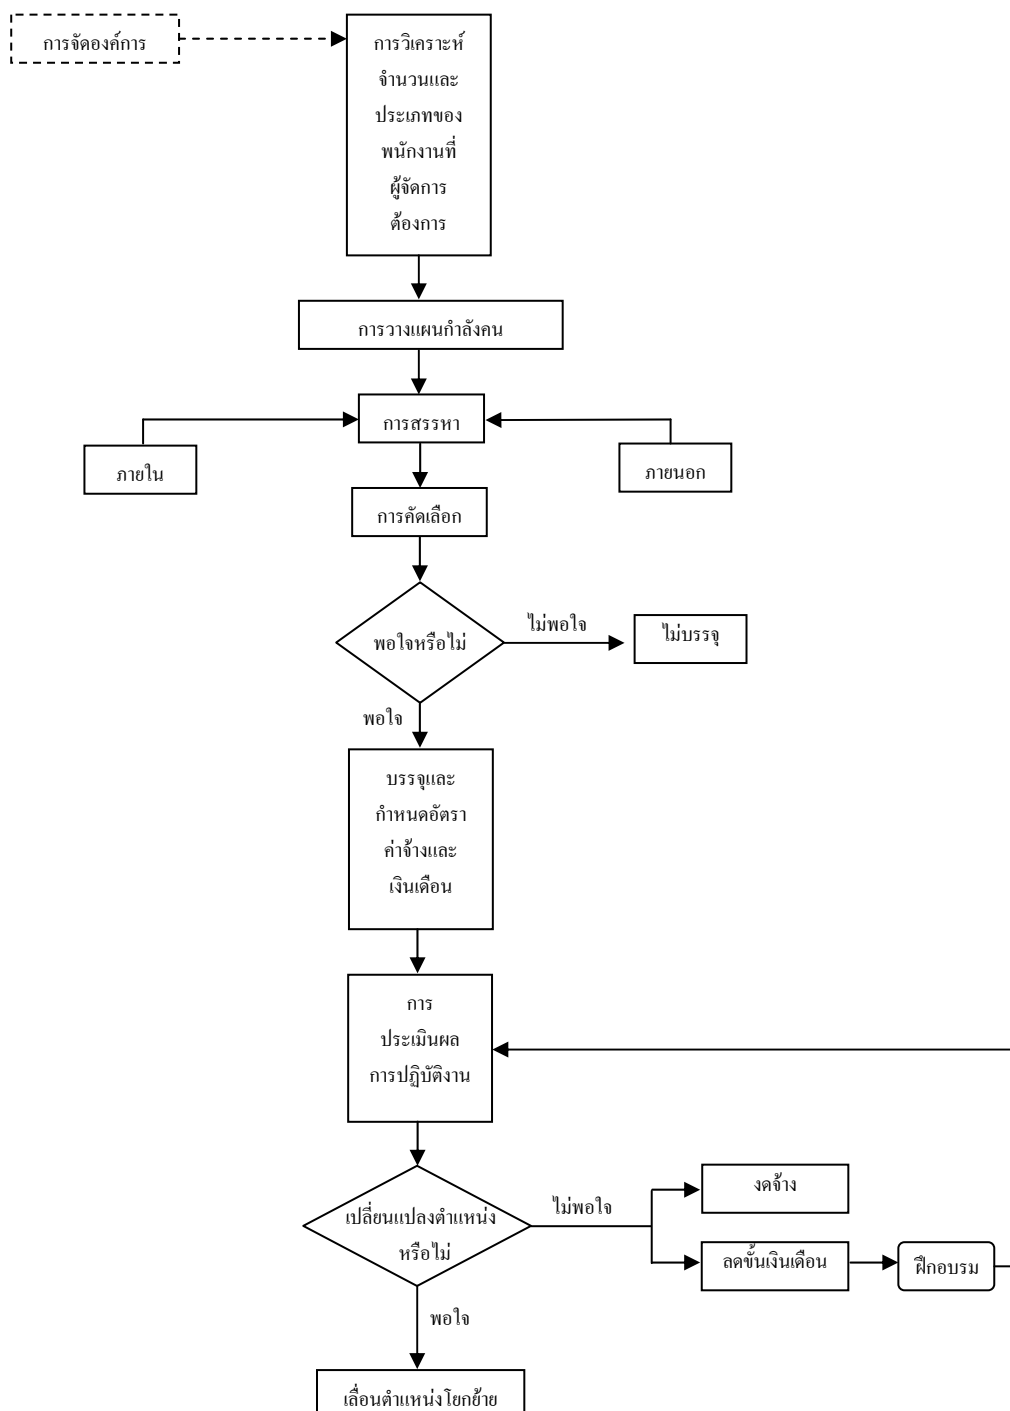 การจัดองค์การ
การวิเคราะห์
จำนวนและ
ประเภทของ
พนักงานที่
ผู้จัดการ
ต้องการ
การวางแผนกำลังคน
การสรรหา
ภายใน
ภายนอก
การคัดเลือก
พอใจหรือไม่
ไม่พอใจ
ไม่บรรจุ
พอใจ
บรรจุและ
กำหนดอัตรา
ค่าจ้างและ
เงินเดือน
การ
ประเมินผล
การปฏิบัติงาน
เปลี่ยนแปลงตำแหน่ง
หรือไม่
ไม่พอใจ
งดจ้าง
ลดขั้นเงินเดือน
ฝึกอบรม
พอใจ
เลื่อนตำแหน่งโยกย้าย